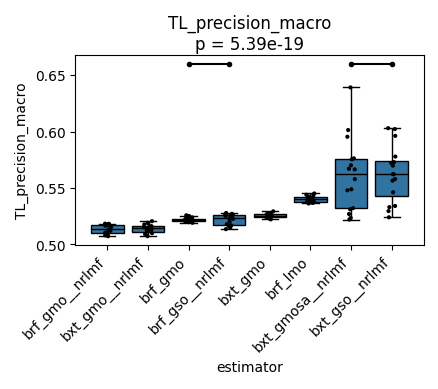 TL_precision_macro
p = 5.39e-19
TL_precision_macro
0.65
0.60
0.55
0.50
brf_gmo__nrlmf
bxt_gmo__nrlmf
brf_gmo
brf_gso__nrlmf
bxt_gmo
brf_lmo
bxt_gmosa__nrlmf
bxt_gso__nrlmf
estimator